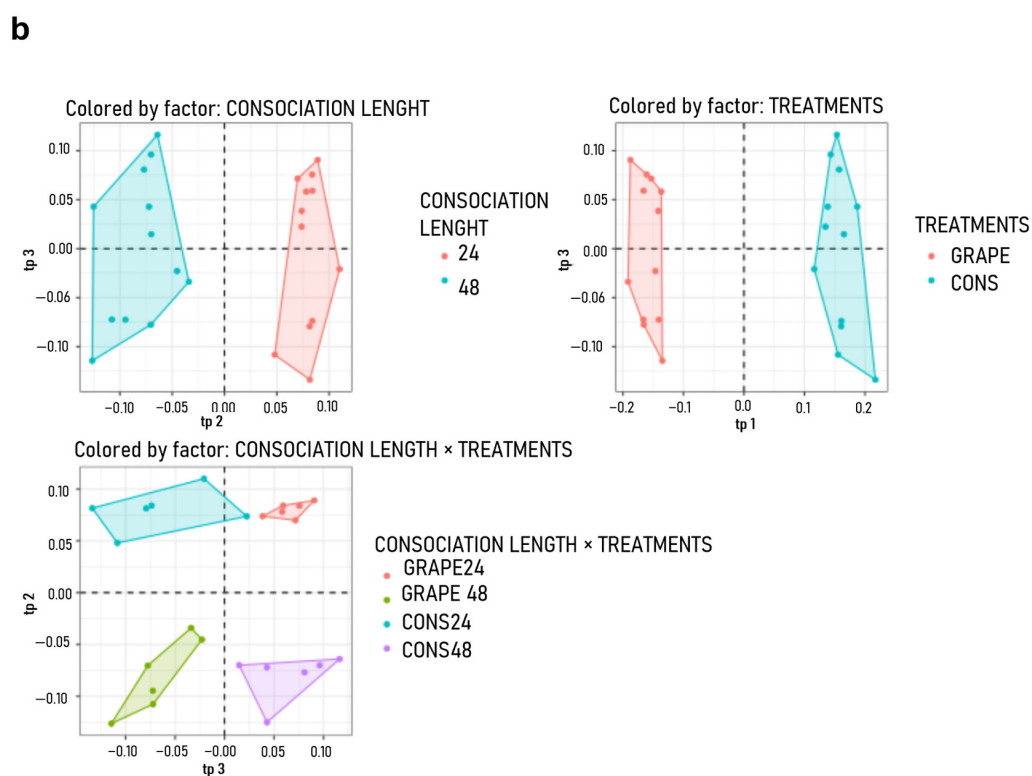 b
Colored by factor: CONSOCIATION LENGHT
0.10
0.05
0.00
−0.06
−0.10
tp 3
−0.10
−0.05
0.00
0.05
0.10
tp 2
CONSOCIATION
LENGHT
24
48
Colored by factor: TREATMENTS
0.10
0.05
0.00
−0.06
−0.10
tp 3
−0.2
−0.1
0.0
0.1
0.2
tp 1
TREATMENTS
GRAPE
CONS
Colored by factor: CONSOCIATION LENGTH × TREATMENTS
0.10
0.05
0.00
−0.05
−0.10
tp 2
−0.10
−0.05
−0.00
0.05
0.10
tp 3
CONSOCIATION LENGTH × TREATMENTS
GRAPE24
GRAPE 48
CONS24
CONS48